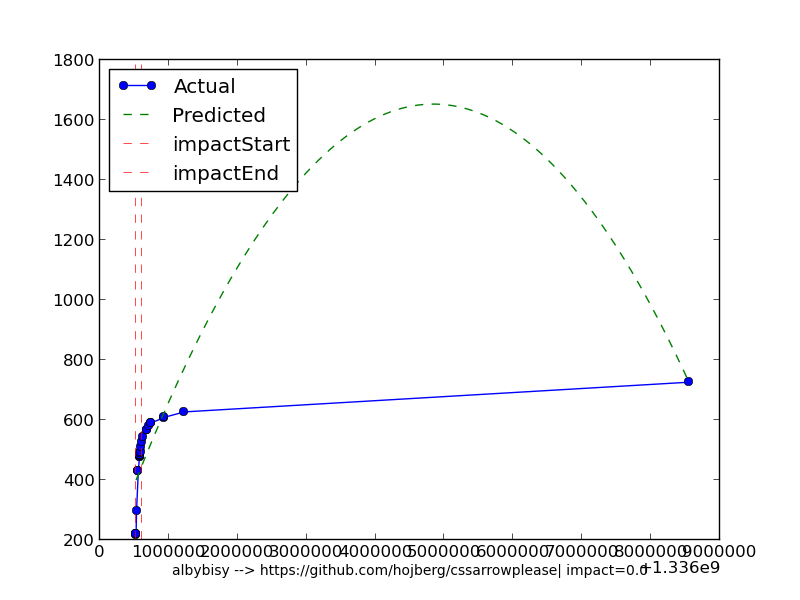 1800
1600
1400
1200
1000
800
600
400
200
Actual
Predicted
impactStart
impactEnd
0 1000000 2000000 3000000 4000000 5000000 6000000 7000000 8000000 9000000
+1.336e9
albybisy --> https://github.com/hojberg/cssarrowplease| impact=0.0